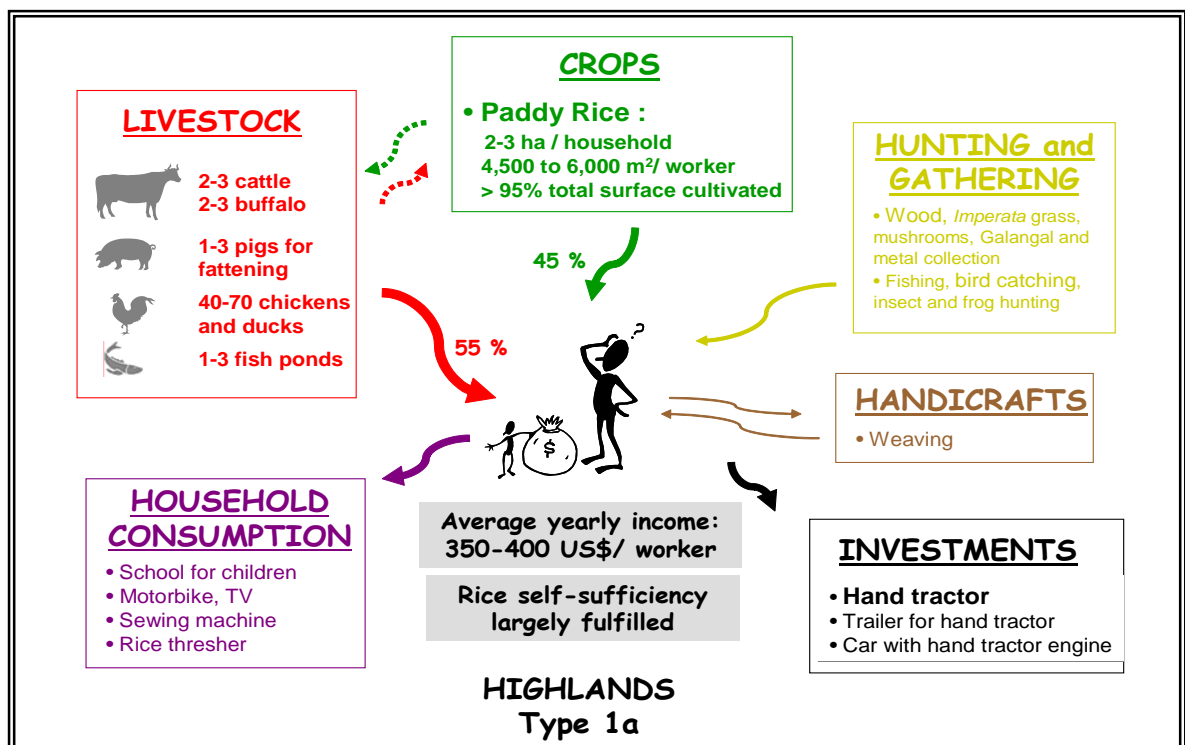 CROPS
• Paddy Rice :
2-3 ha / household
4,500 to 6,000 m²/ worker
> 95% total surface cultivated
LIVESTOCK
2-3 cattle
2-3 buffalo
1-3 pigs for
fattening
40-70 chickens
and ducks
1-3 fish ponds
HUNTING and
GATHERING
• Wood, Imperata grass,
mushrooms, Galangal and
metal collection
• Fishing, bird catching,
insect and frog hunting
45 %
55 %
?
$
HANDICRAFTS
• Weaving
HOUSEHOLD
CONSUMPTION
• School for children
• Motorbike, TV
• Sewing machine
• Rice thresher
Average yearly income:
350-400 US$/ worker
Rice self-sufficiency
largely fulfilled
INVESTMENTS
• Hand tractor
• Trailer for hand tractor
• Car with hand tractor engine
HIGHLANDS
Type 1a